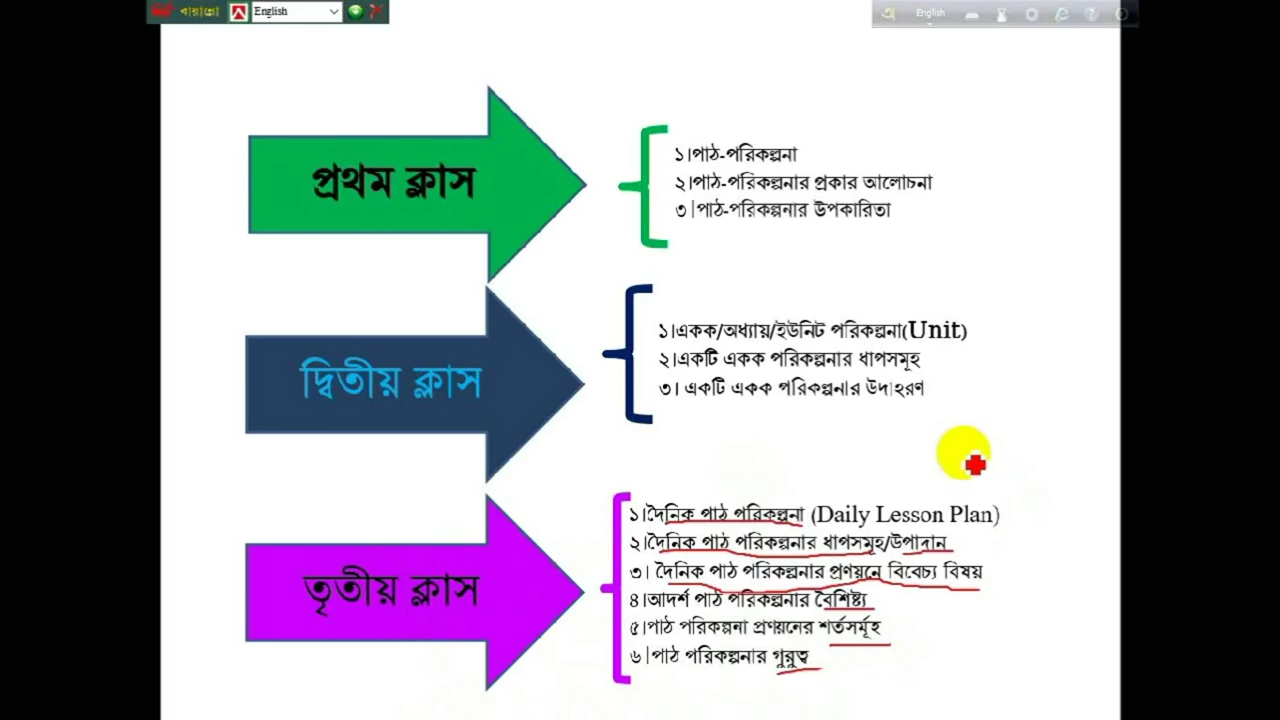 বায়ান্নো
English
English
প্রথম ক্লাস
১।পাঠ-পরিকল্পনা
২।পাঠ-পরিকল্পনার প্রকার আলোচনা
৩|পাঠ-পরিকল্পনার উপকারিতা
দ্বিতীয় ক্লাস
১।একক/অধ্যায়/ইউনিট পরিকল্পনা(Unit)
২।একটি একক পরিকল্পনার ধাপসমূহ
৩। একটি একক পরিকল্পনার উদাহরণ
তৃতীয় ক্লাস
১।দৈনিক পাঠ পরিকল্পনা (Daily Lesson Plan)
২।দৈনিক পাঠ পরিকল্পনার ধাপসমূহ/উপাদান
৩। দৈনিক পাঠ পরিকল্পনার প্রণয়নে বিবেচ্য বিষয়
৪।আদর্শ পাঠ পরিকল্পনার বৈশিষ্ট্য
৫।পাঠ পরিকল্পনা প্রণয়নের শর্তসমূহ
৬|পাঠ পরিকল্পনার গুরুত্ব